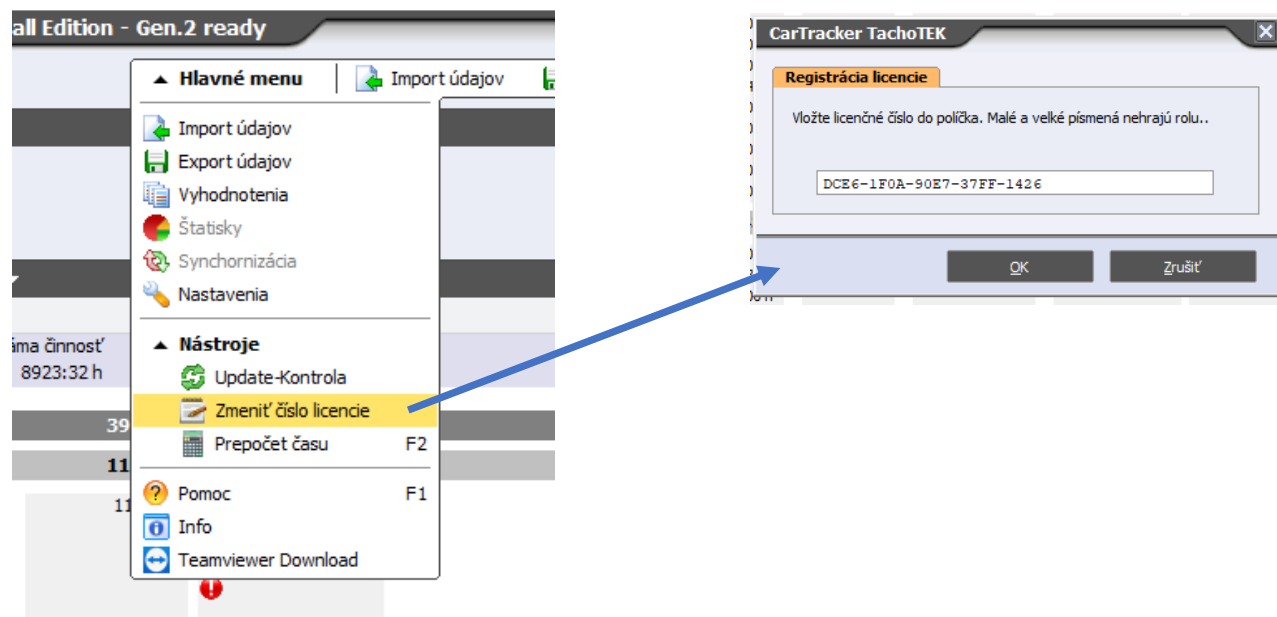 all Edition - Gen.2 ready
Hlavné menu
Import údajov
Import údajov
Export údajov
Vyhodnotenia
Štatisky
Synchornizácia
Nastavenia
Nástroje
Update-Kontrola
Zmeniť číslo licencie
Prepočet času F2
Pomoc F1
Info
Teamviewer Download
činnosť
8923:32 h
39
11
11
CarTracker TachoTEK
Registrácia licencie
Vložte licenčné číslo do políčka. Malé a velké písmená nehrajú rolu..
DCE6-1F0A-90E7-37FF-1426
OK
Zrušiť